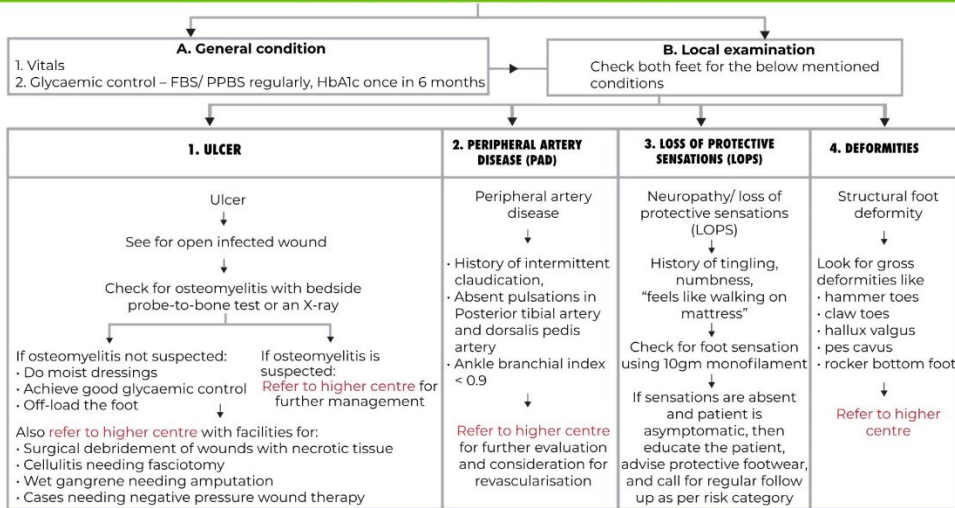 A. General condition
1. Vitals
2. Glycaemic control – FBS/ PPBS regularly, HbA1c once in 6 months
B. Local examination
Check both feet for the below mentioned
conditions
1. ULCER
Ulcer
See for open infected wound
Check for osteomyelitis with bedside
probe-to-bone test or an X-ray
If osteomyelitis not suspected:
• Do moist dressings
• Achieve good glycaemic control
• Off-load the foot
If osteomyelitis is
suspected:
Refer to higher centre for
further management
Also refer to higher centre with facilities for:
• Surgical debridement of wounds with necrotic tissue
• Cellulitis needing fasciotomy
• Wet gangrene needing amputation
• Cases needing negative pressure wound therapy
2. PERIPHERAL ARTERY
DISEASE (PAD)
Peripheral artery
disease
• History of intermittent
claudication,
• Absent pulsations in
Posterior tibial artery
and dorsalis pedis
artery
• Ankle branchial index
< 0.9
Refer to higher centre
for further evaluation
and consideration for
revascularisation
3. LOSS OF PROTECTIVE
SENSATIONS (LOPS)
Neuropathy/ loss of
protective sensations
(LOPS)
History of tingling,
numbness,
“feels like walking on
mattress”
Check for foot sensation
using 10gm monofilament
If sensations are absent
and patient is
asymptomatic, then
educate the patient,
advise protective footwear,
and call for regular follow
up as per risk category
4. DEFORMITIES
Structural foot
deformity
Look for gross
deformities like
• hammer toes
• claw toes
• hallux valgus
• pes cavus
• rocker bottom foot
Refer to higher
centre